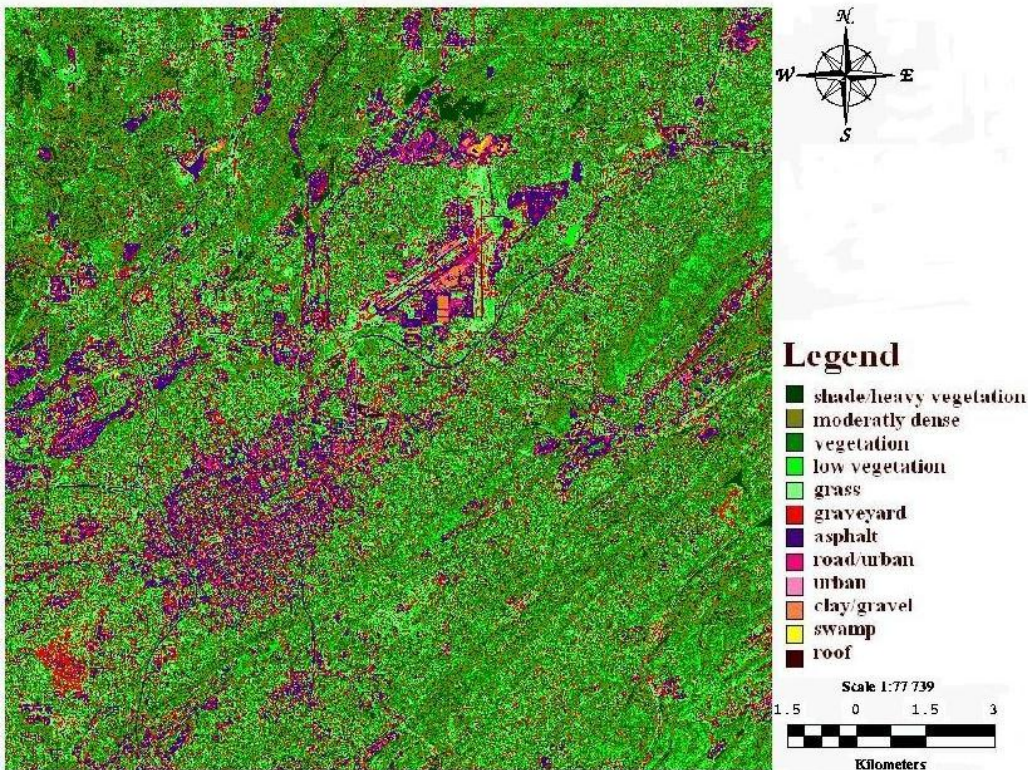 N.
W E
S
Legend
shade/heavy vegetation
moderatly dense
vegetation
low vegetation
grass
graveyard
asphalt
road/urban
urban
clay/gravel
swamp
roof
Scale 1:77 739
1.5 0 1.5 3
Kilometers